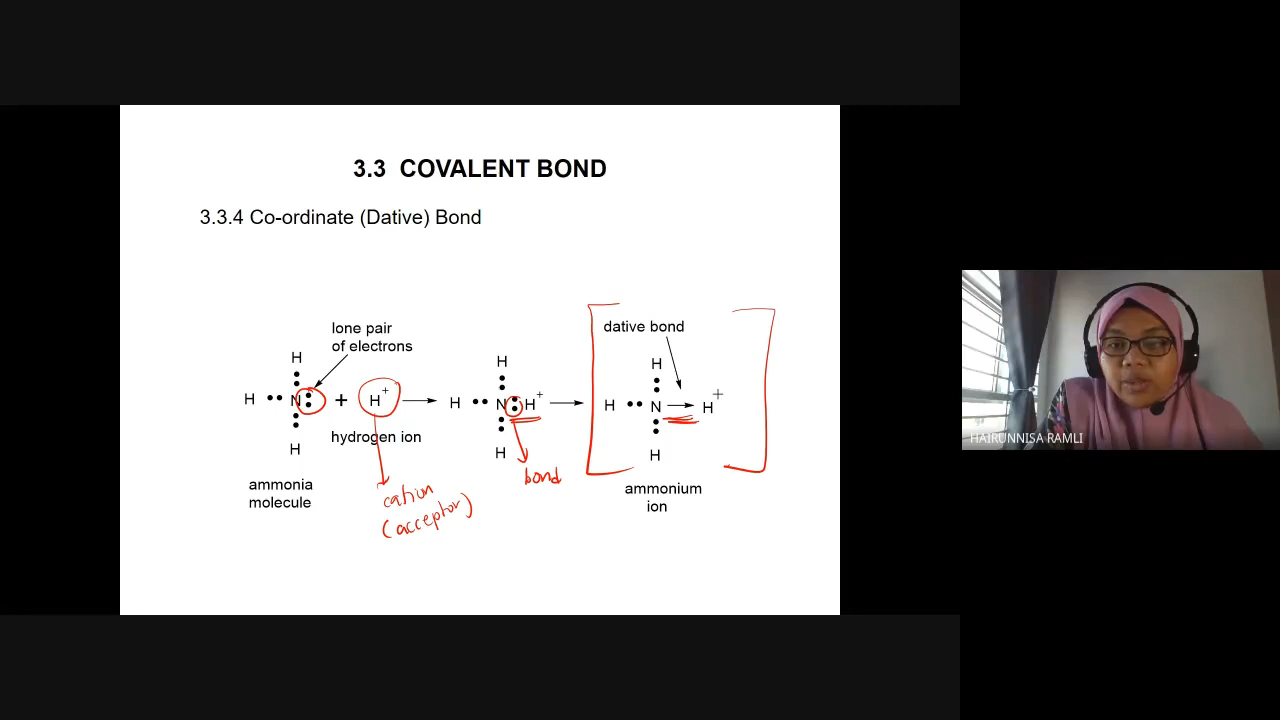 3.3 COVALENT BOND
3.3.4 Co-ordinate (Dative) Bond
lone pair
of electrons
dative bond
H
H
H
H •• N : + H+
H •• N : H+
H •• N → H+
hydrogen ion
H
H
H
ammonia
molecule
cation
(acceptor)
bond
ammonium
ion
HAIRUNNISA RAMLI